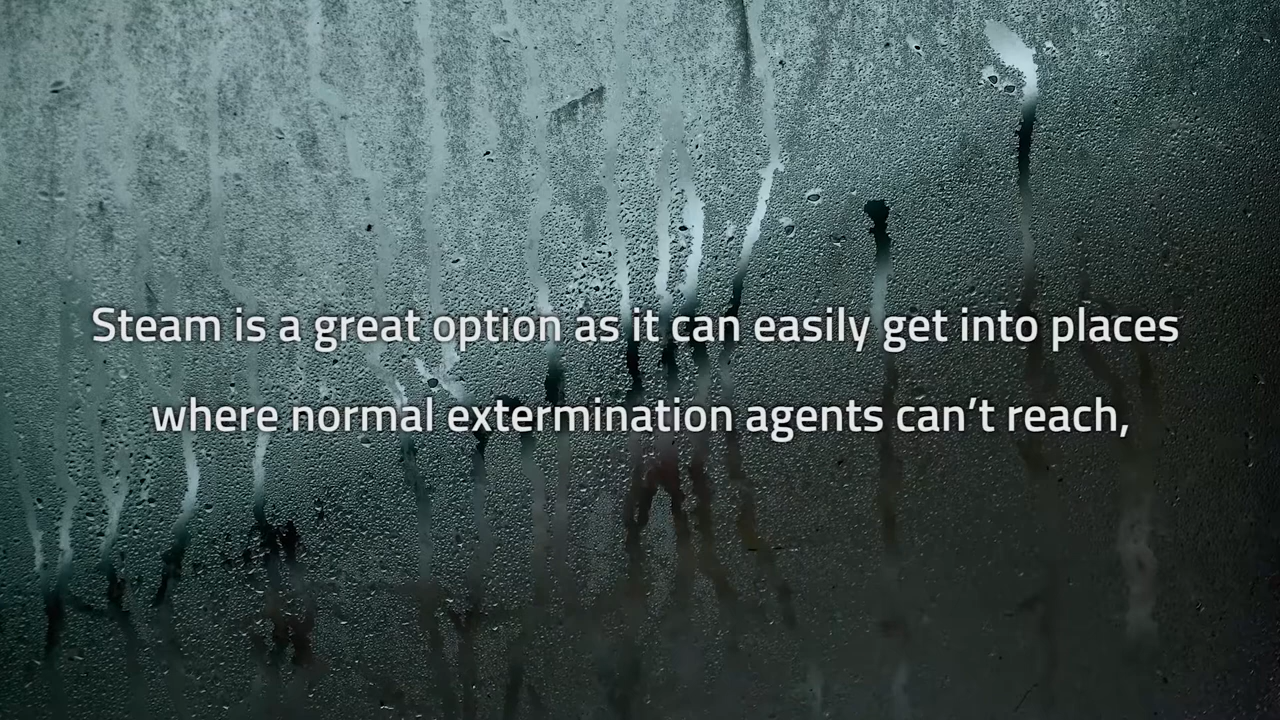 Steam is a great option as it can easily get into places
where normal extermination agents can’t reach,